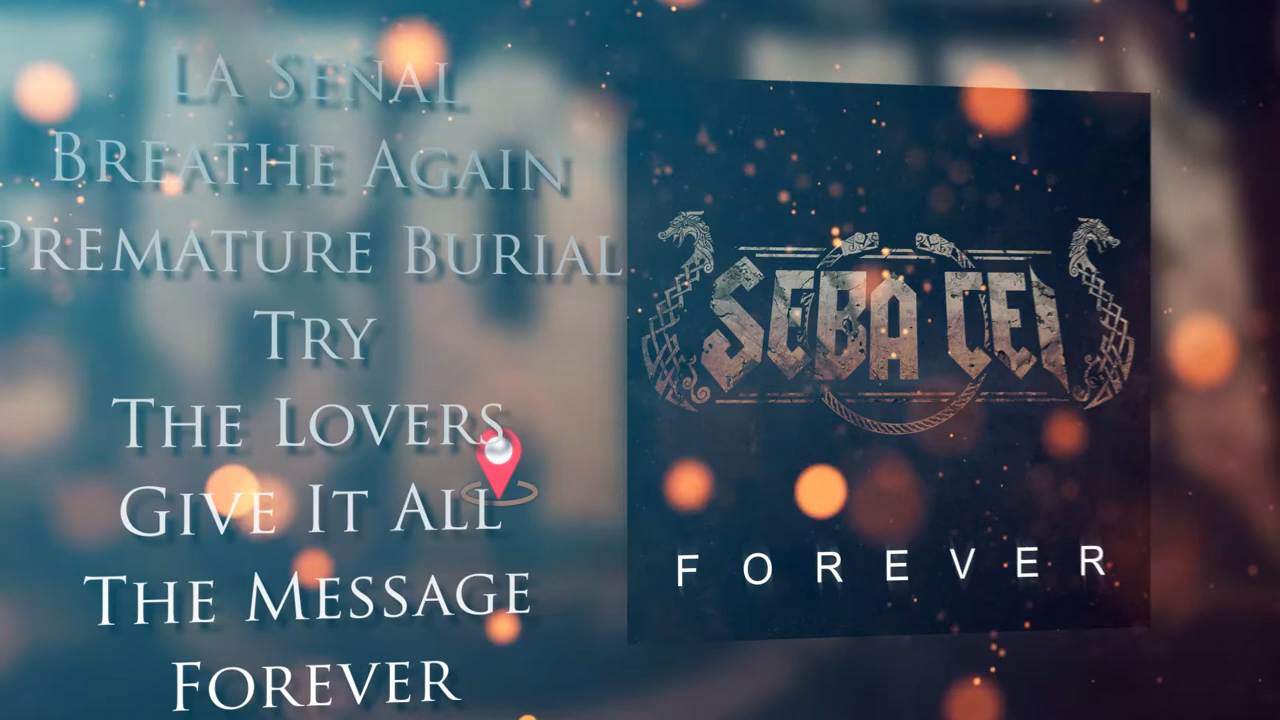 La Senal
Breathe Again
Premature Burial
Try
The Lovers
Give It All
The Message
Forever
SEBA CEI
FOREVER